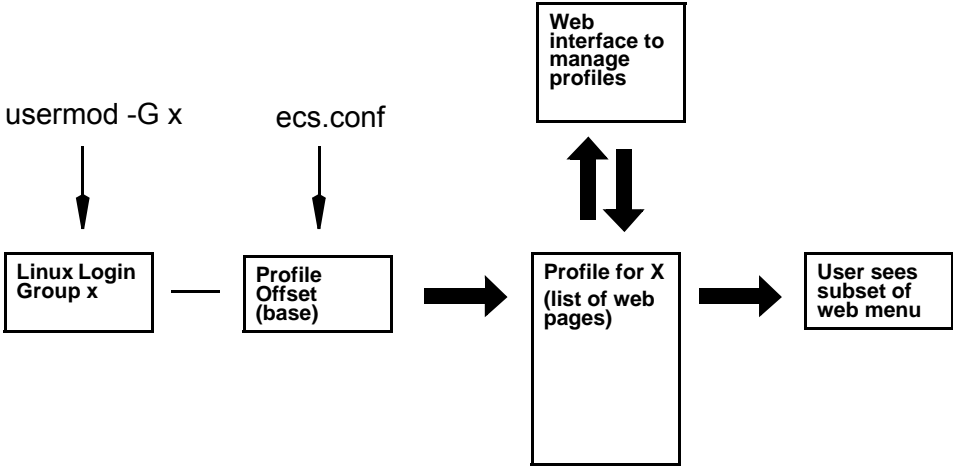 Web
interface to
manage
profiles
usermod -G x
ecs.conf
Linux Login
Group x
Profile
Offset
(base)
Profile for X
(list of web
pages)
User sees
subset of
web menu